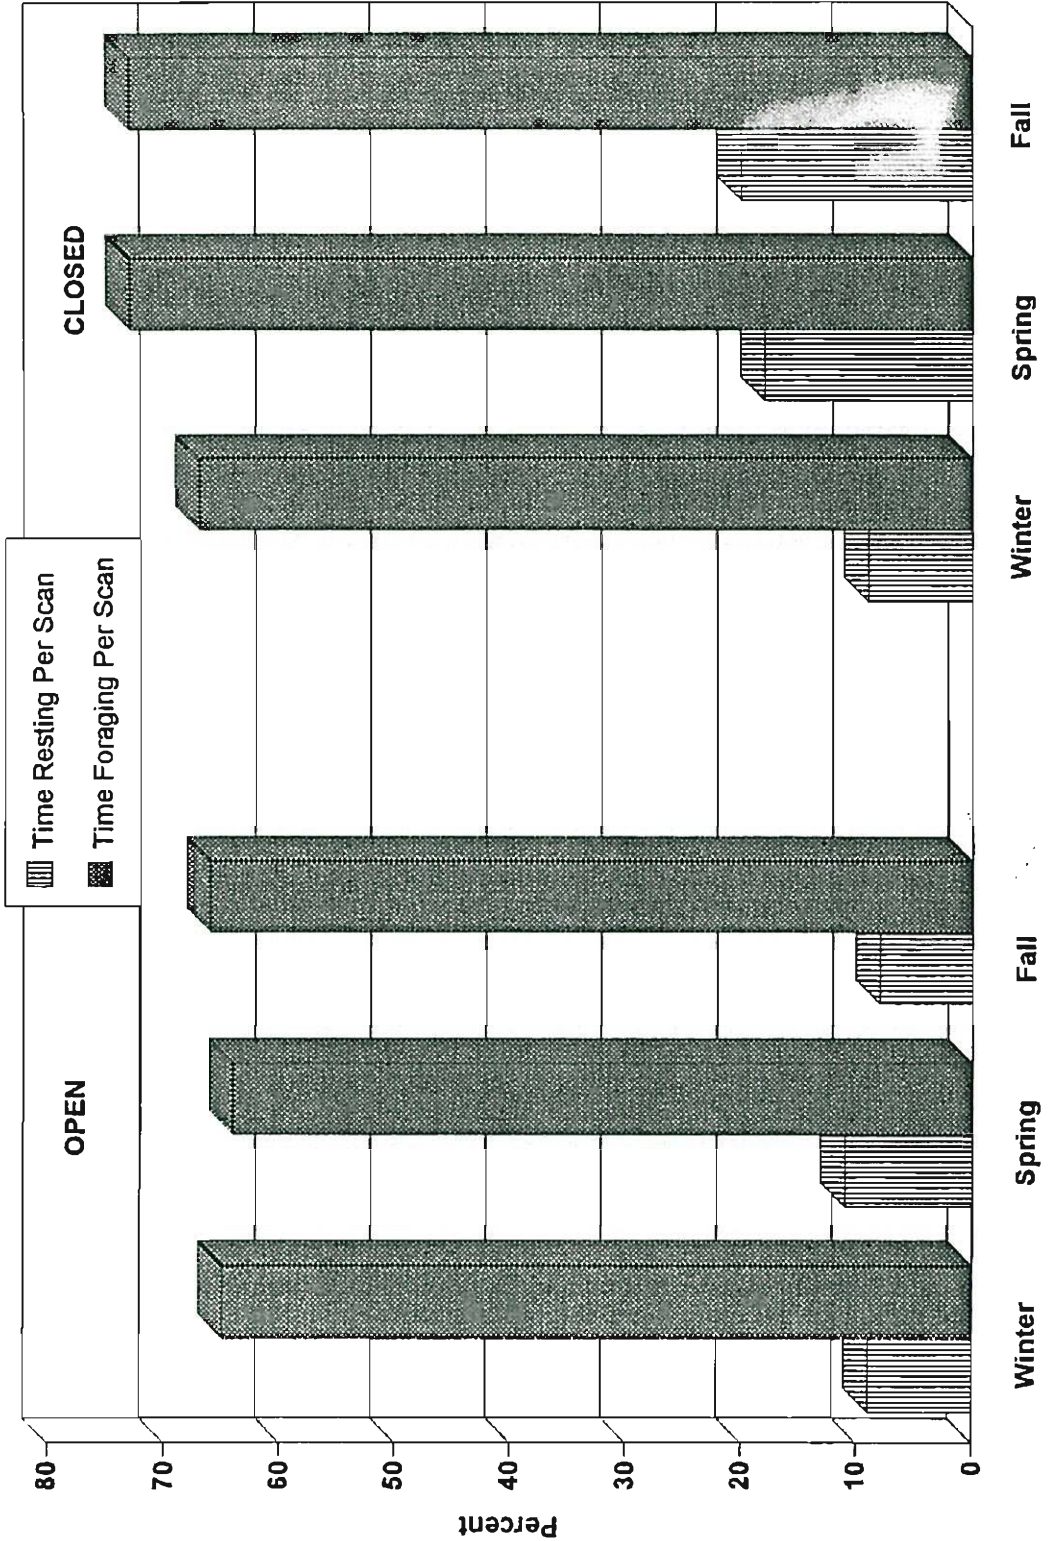 Time Resting Per Scan
Time Foraging Per Scan
OPEN
CLOSED
80
70
60
50
40
30
20
10
0
Percent
Winter
Spring
Fall
Winter
Spring
Fall